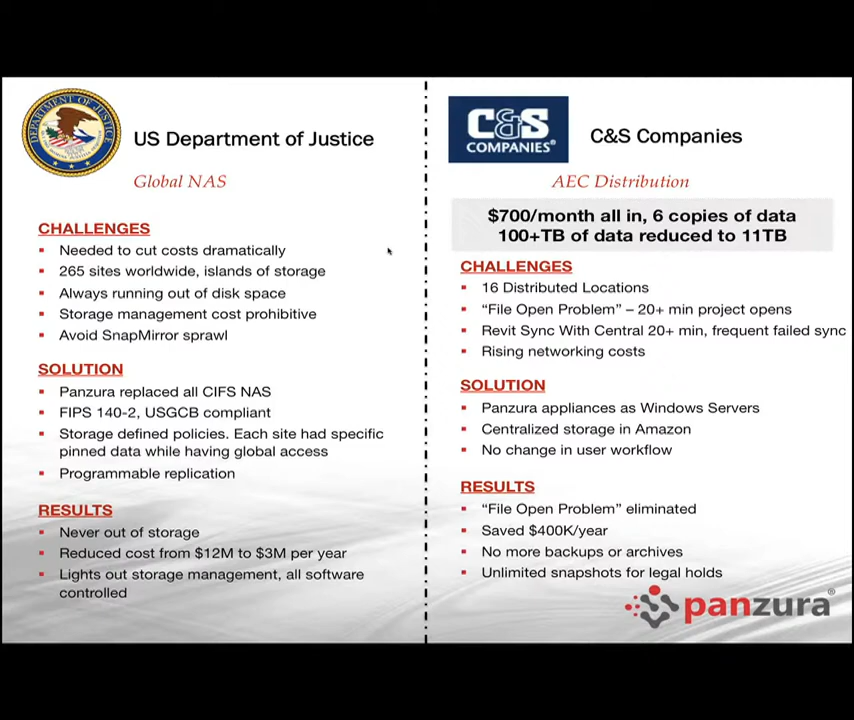 DEPARTMENT OF JUSTICE
US Department of Justice
Global NAS
CHALLENGES
Needed to cut costs dramatically
265 sites worldwide, islands of storage
Always running out of disk space
Storage management cost prohibitive
Avoid SnapMirror sprawl
SOLUTION
Panzura replaced all CIFS NAS
FIPS 140-2, USGCB compliant
Storage defined policies. Each site had specific
pinned data while having global access
Programmable replication
RESULTS
Never out of storage
Reduced cost from $12M to $3M per year
Lights out storage management, all software
controlled
C&S
COMPANIES®
C&S Companies
AEC Distribution
$700/month all in, 6 copies of data
100+TB of data reduced to 11TB
CHALLENGES
16 Distributed Locations
“File Open Problem” – 20+ min project opens
Revit Sync With Central 20+ min, frequent failed sync
Rising networking costs
SOLUTION
Panzura appliances as Windows Servers
Centralized storage in Amazon
No change in user workflow
RESULTS
“File Open Problem” eliminated
Saved $400K/year
No more backups or archives
Unlimited snapshots for legal holds
panzura®